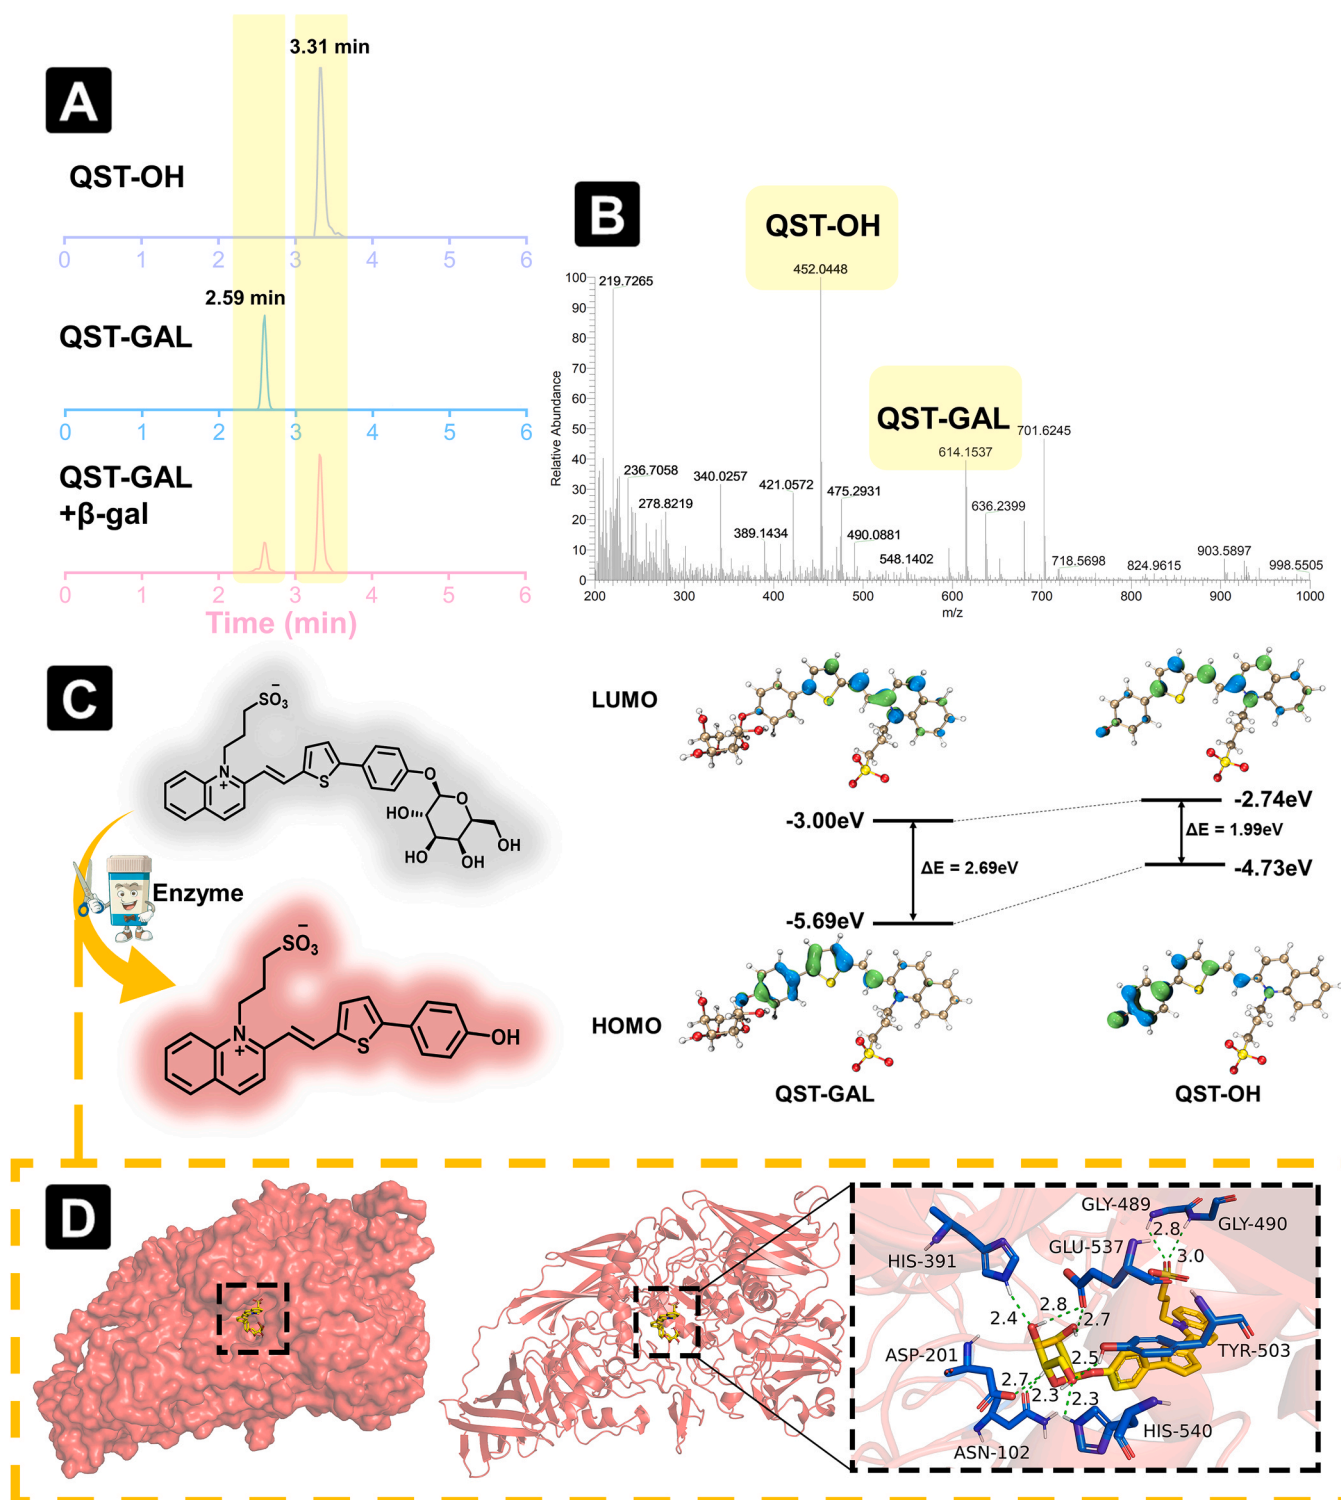 A
3.31 min
QST-OH
0 1 2 3 4 5 6
2.59 min
QST-GAL
0 1 2 3 4 5 6
QST-GAL
+β-gal
0 1 2 3 4 5 6
Time (min)
B
QST-OH
452.0448
QST-GAL
614.1537
219.7265
236.7058
278.8219
340.0257
389.1434
421.0572
475.2931
490.0881
548.1402
636.2399
701.6245
718.5698
824.9615
903.5897
998.5505
Relative Abundance
100
90
80
70
60
50
40
30
20
10
0
200 300 400 500 600 700 800 900 1000
m/z
C
SO3−
N+
S
O
O
HO
OH
HO
OH
Enzyme
SO3−
N+
S
OH
LUMO
-3.00eV
ΔE = 2.69eV
-5.69eV
-2.74eV
ΔE = 1.99eV
-4.73eV
HOMO
QST-GAL
QST-OH
D
GLY-489
GLY-490
2.8
3.0
GLU-537
HIS-391
2.8
2.4
2.7
TYR-503
ASP-201
2.5
2.7
2.3
2.3
HIS-540
ASN-102